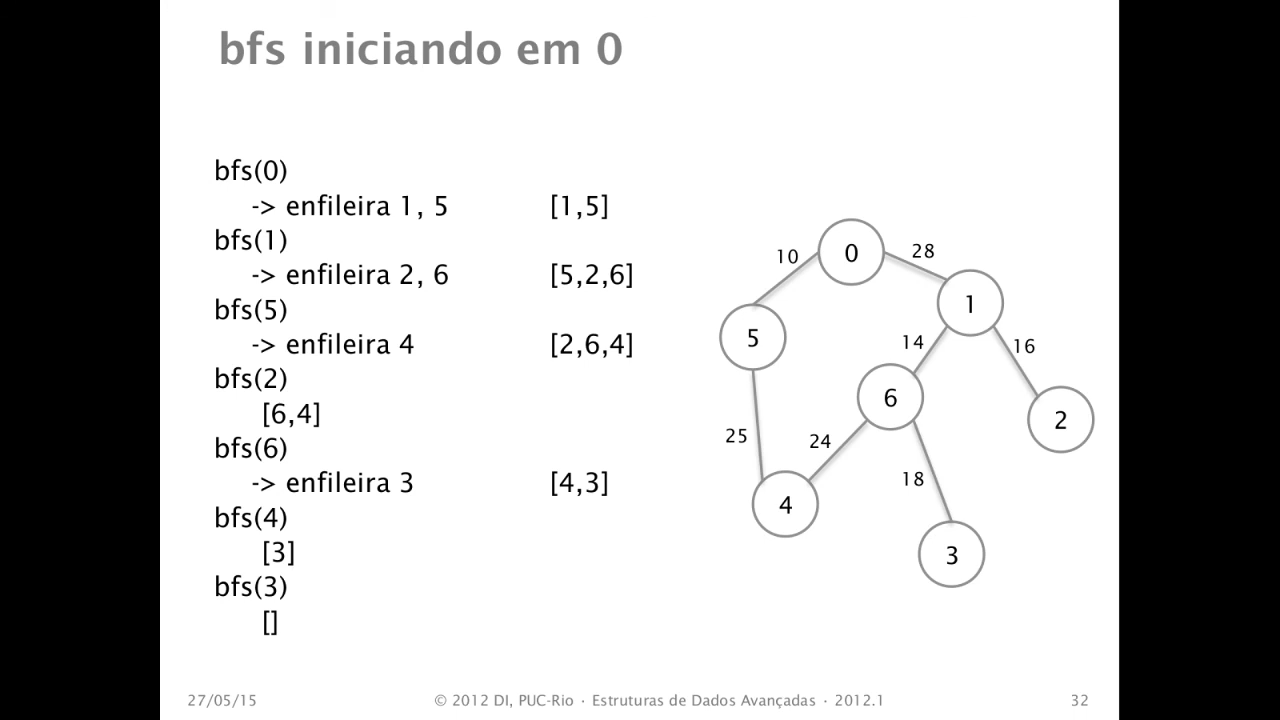 bfs iniciando em 0
bfs(0)
-> enfileira 1, 5 [1,5]
bfs(1)
-> enfileira 2, 6 [5,2,6]
bfs(5)
-> enfileira 4 [2,6,4]
bfs(2)
[6,4]
bfs(6)
-> enfileira 3 [4,3]
bfs(4)
[3]
bfs(3)
[]
0
10
28
1
5
14
16
6
2
25
24
18
4
3
27/05/15 © 2012 DI, PUC-Rio · Estruturas de Dados Avançadas · 2012.1 32